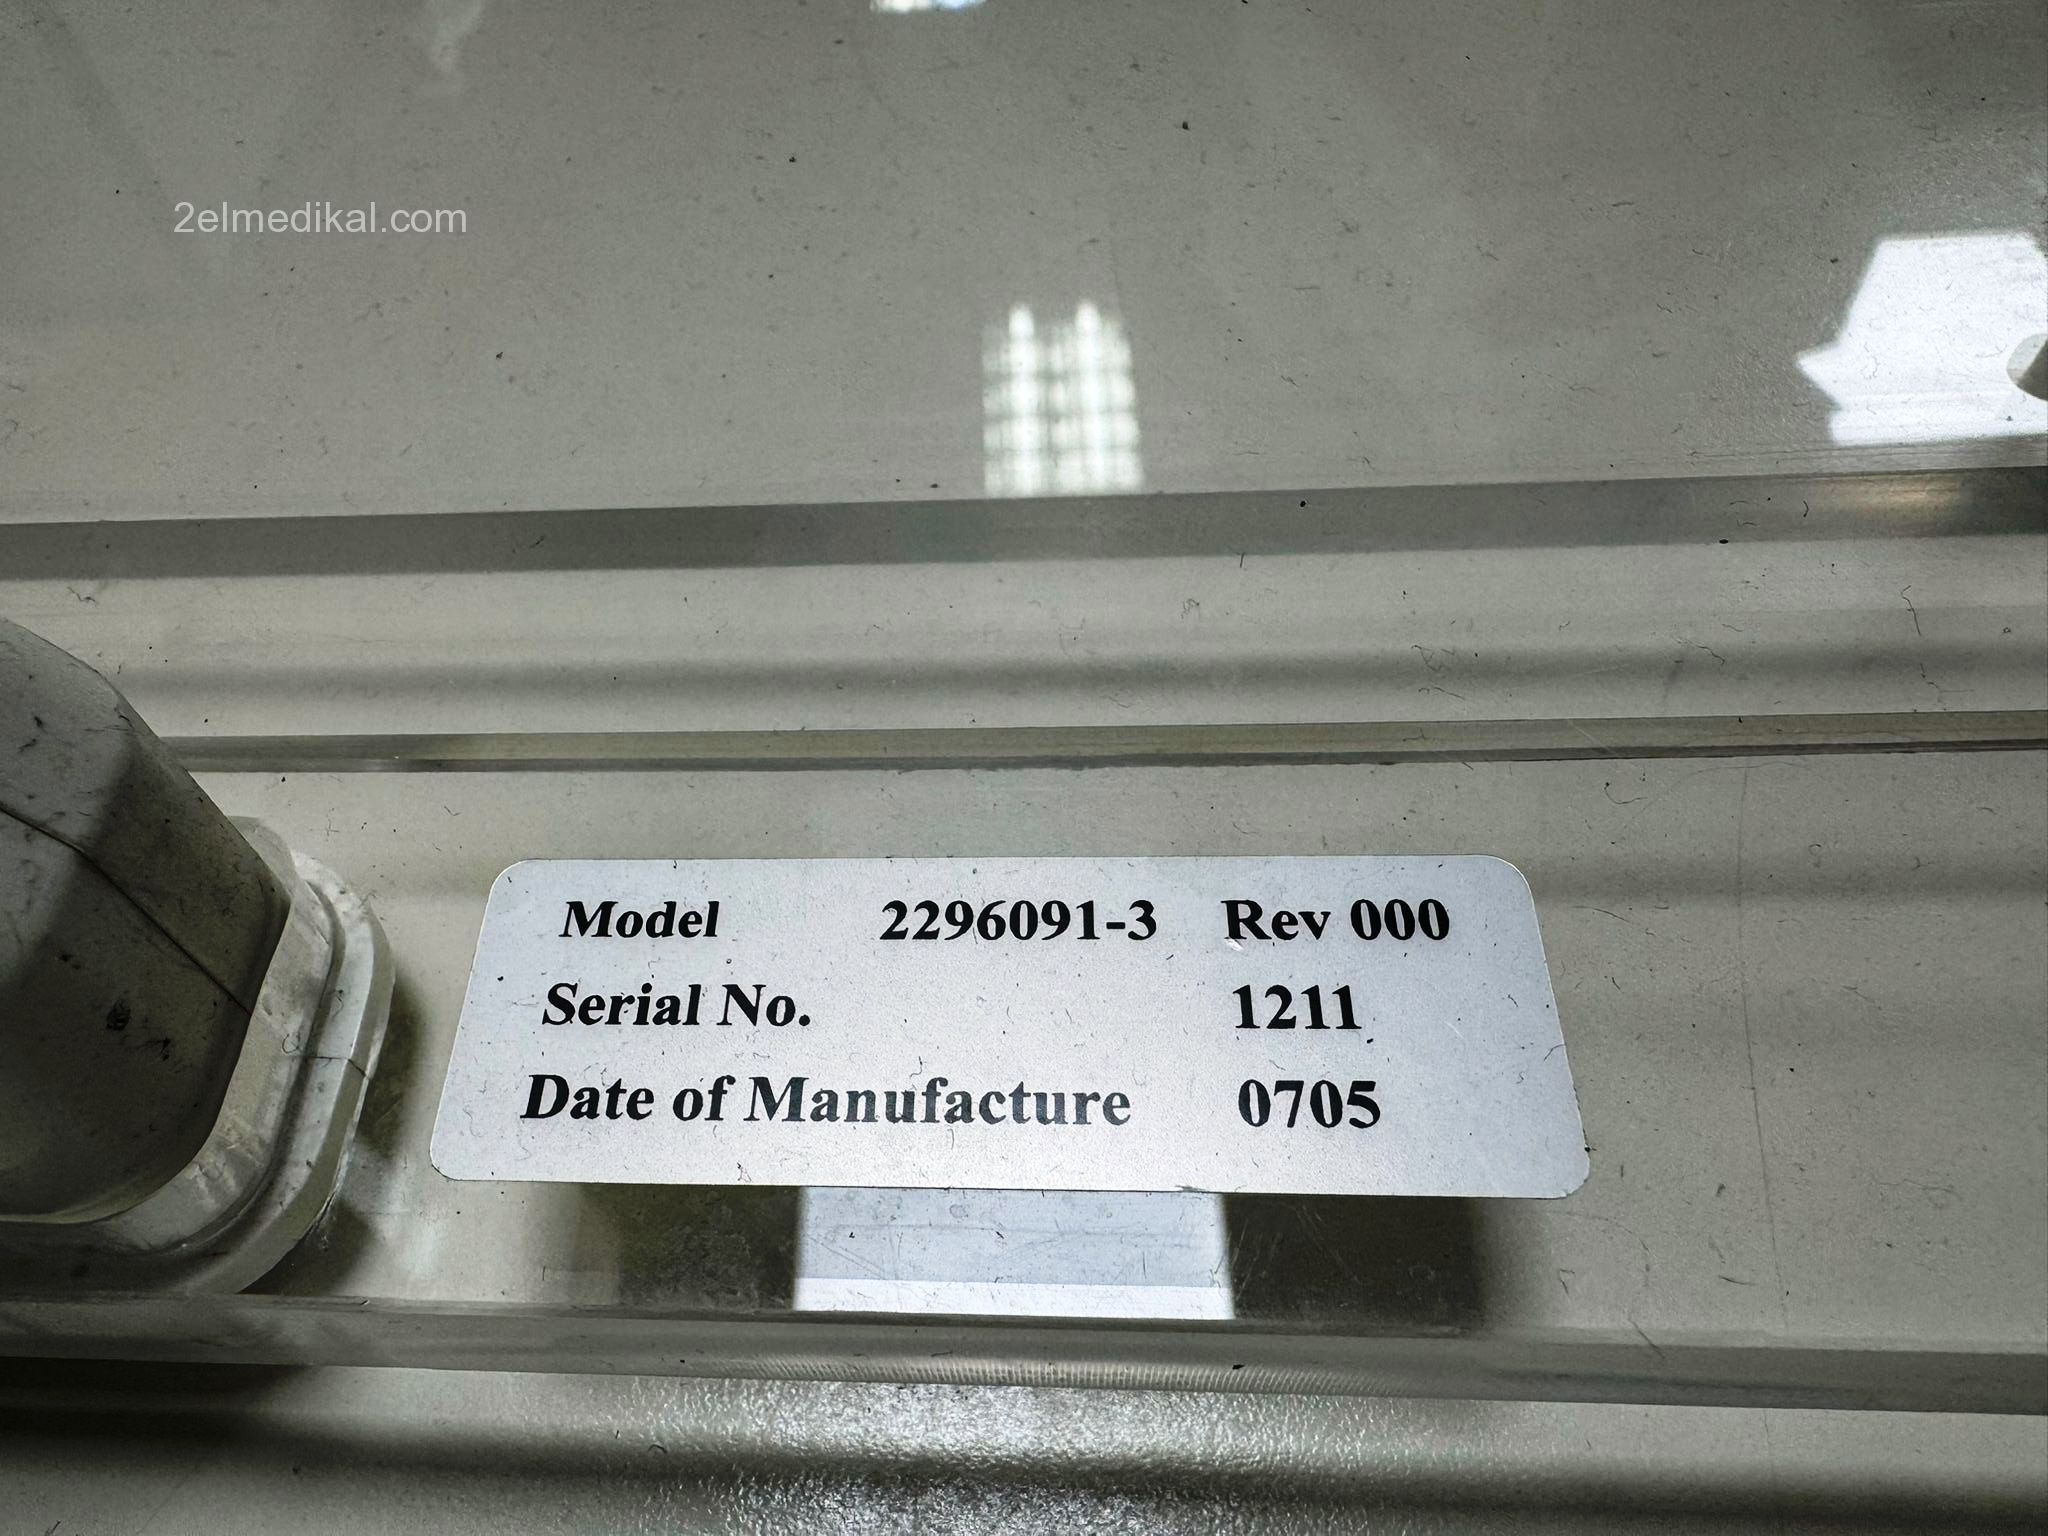 2elmedikal.com
Model 2296091-3 Rev 000
Serial No. 1211
Date of Manufacture 0705